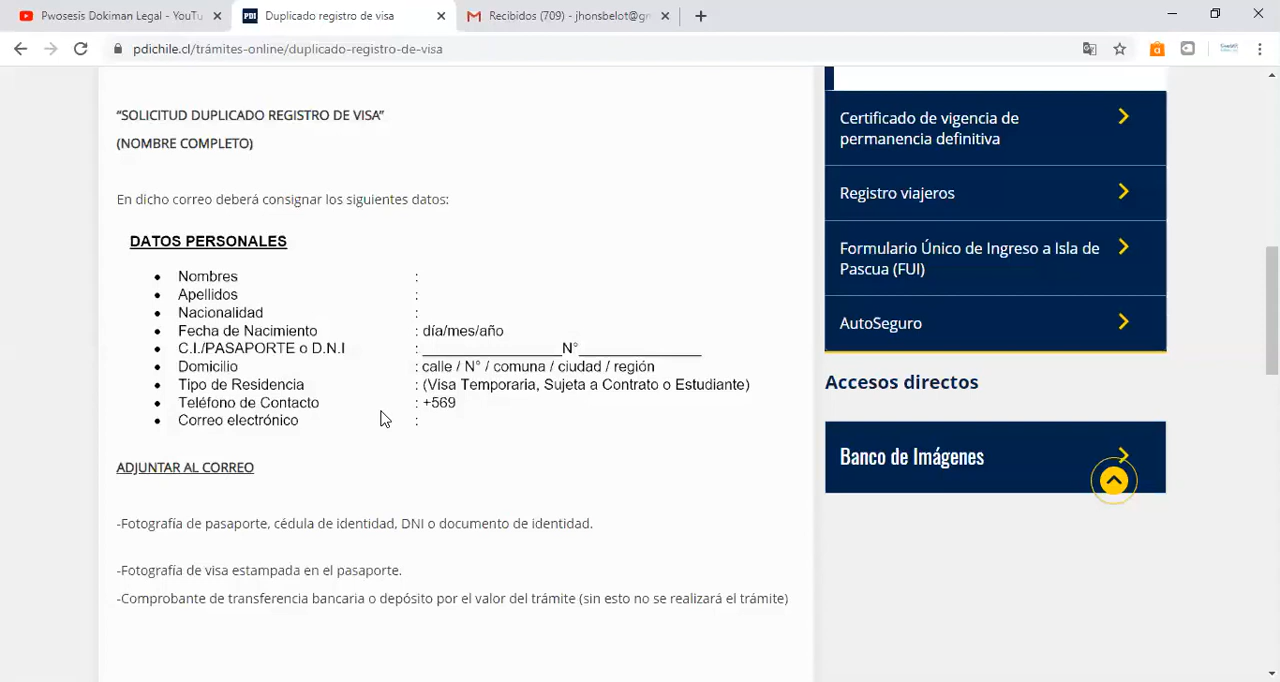 Pwosesís Dokiman Legal - YouTu
PDI Duplicado registro de visa
Recibidos (709) - jhonsbelot@gm
pdichile.cl/trámites-online/duplicado-registro-de-visa
“SOLICITUD DUPLICADO REGISTRO DE VISA”
(NOMBRE COMPLETO)
En dicho correo deberá consignar los siguientes datos:
DATOS PERSONALES
• Nombres :
• Apellidos :
• Nacionalidad :
• Fecha de Nacimiento : día/mes/año
• C.I./PASAPORTE o D.N.I : ________________N°______________
• Domicilio : calle / N° / comuna / ciudad / región
• Tipo de Residencia : (Visa Temporaria, Sujeta a Contrato o Estudiante)
• Teléfono de Contacto : +569
• Correo electrónico :
ADJUNTAR AL CORREO
-Fotografía de pasaporte, cédula de identidad, DNI o documento de identidad.
-Fotografía de visa estampada en el pasaporte.
-Comprobante de transferencia bancaria o depósito por el valor del trámite (sin esto no se realizará el trámite)
Certificado de vigencia de
permanencia definitiva
Registro viajeros
Formulario Único de Ingreso a Isla de
Pascua (FUI)
AutoSeguro
Accesos directos
Banco de Imágenes